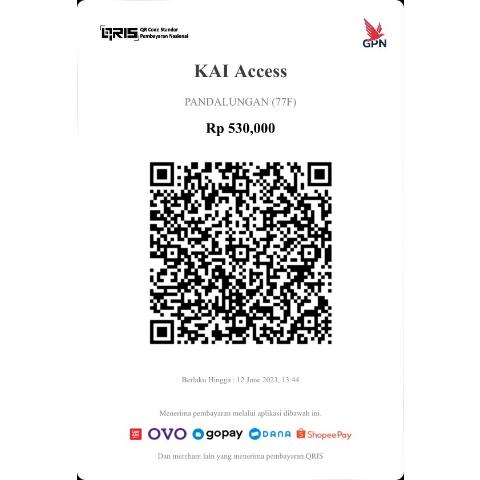 QRIS QR Code Standar
Pembayaran Nasional
GPN
KAI Access
PANDALUNGAN (77F)
Rp 530,000
Berlaku Hingga : 12 June 2023, 13:44
Menerima pembayaran melalui aplikasi dibawah ini.
OVO gopay DANA ShopeePay
Dan merchant lain yang menerima pembayaran QRIS